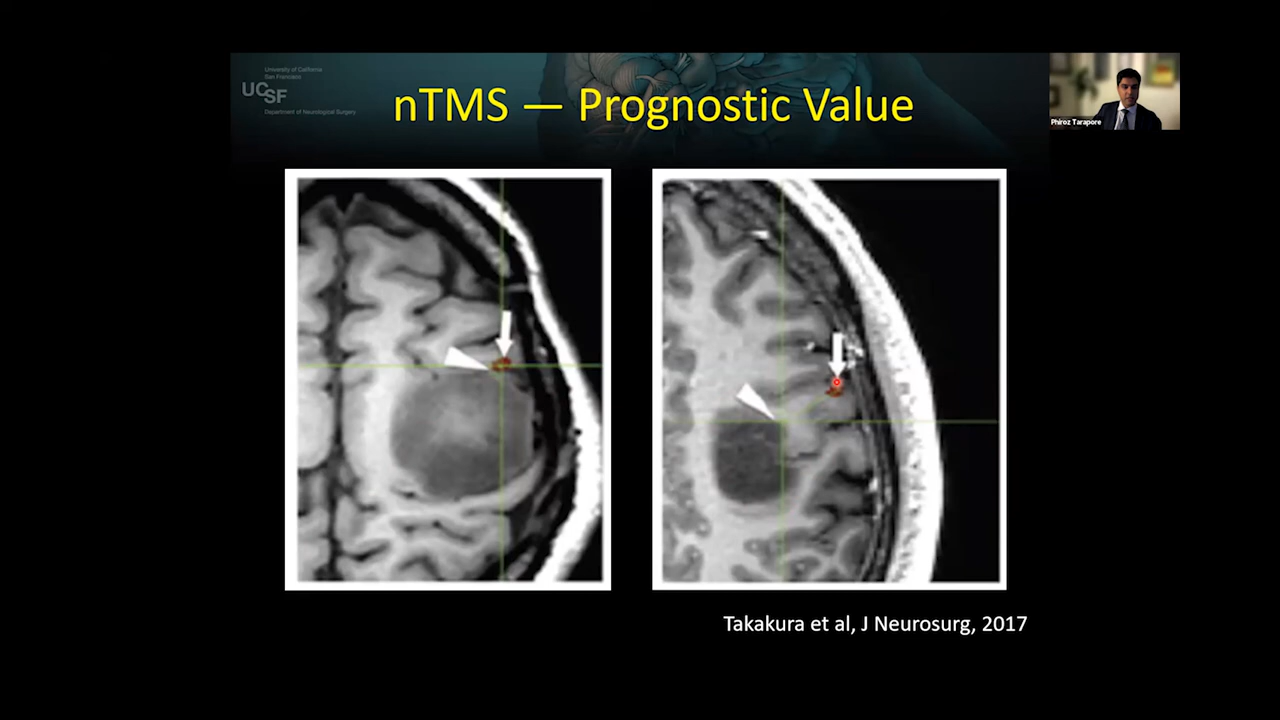 University of California
San Francisco
UCSF
Department of Neurological Surgery
nTMS — Prognostic Value
Phiroz Tarapore
Takakura et al, J Neurosurg, 2017